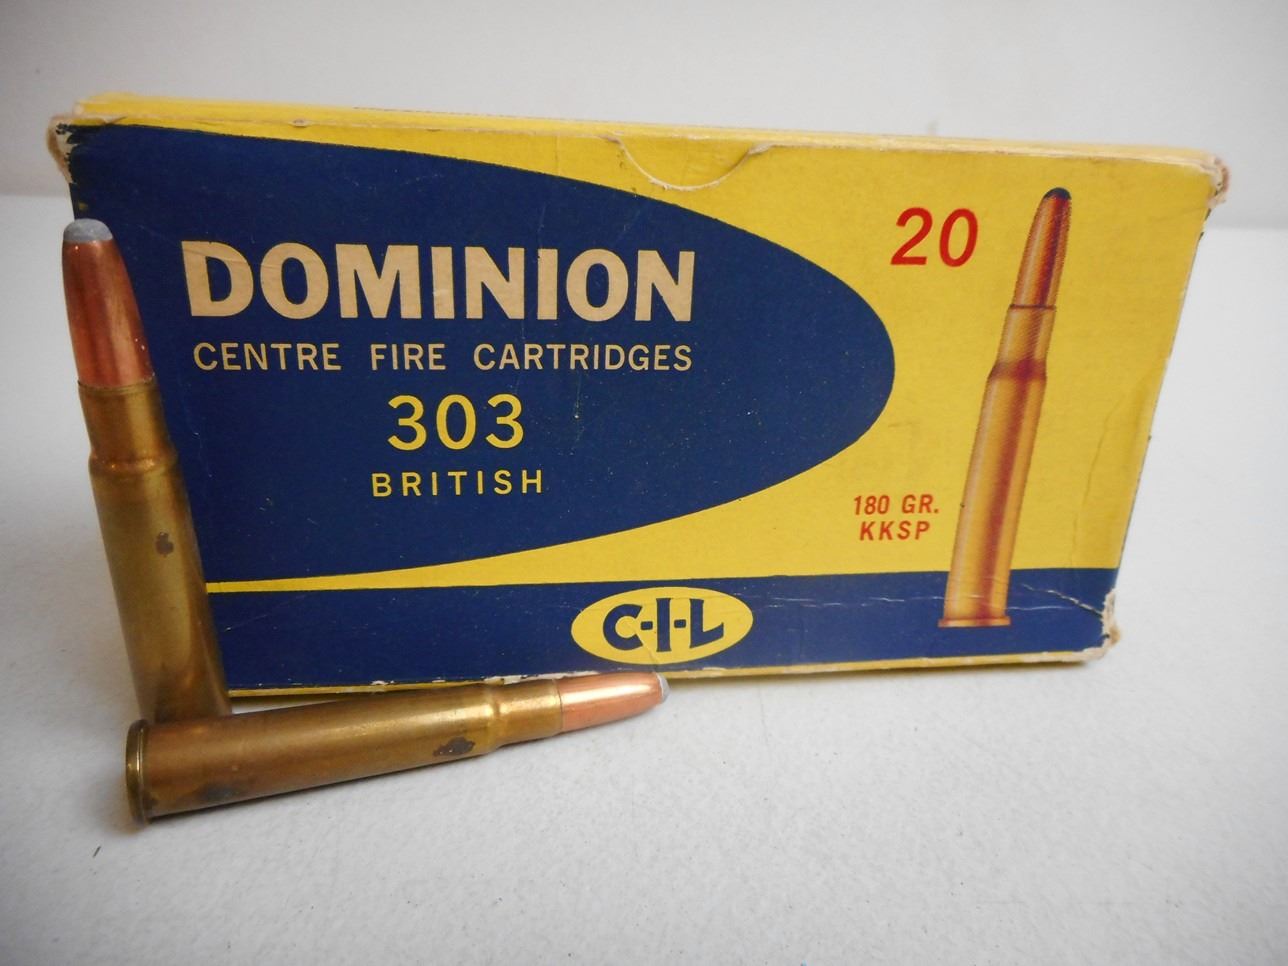 DOMINION
CENTRE FIRE CARTRIDGES
303
BRITISH
20
180 GR.
KKSP
C-I-L